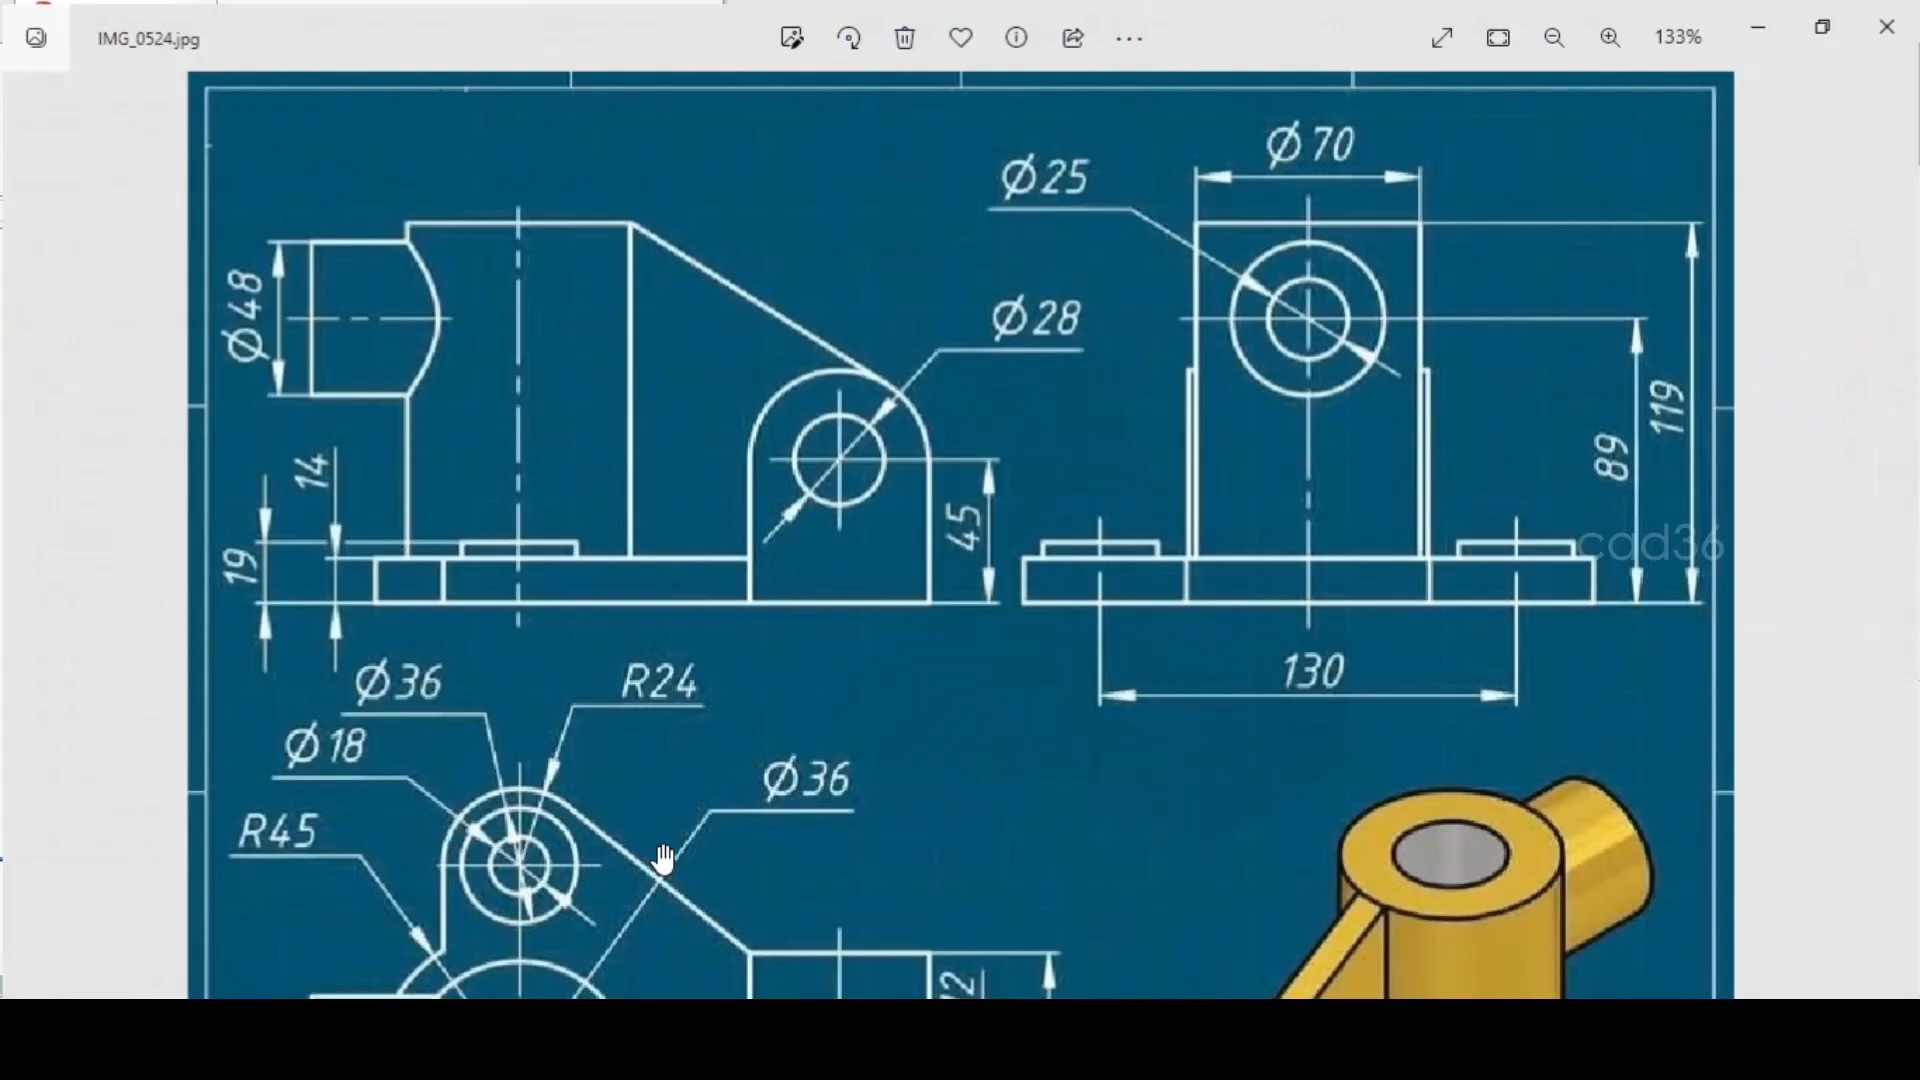 IMG_0524.jpg
133%
Ø70
Ø25
Ø48
Ø28
14
19
45
89
119
cad36
130
Ø36
R24
Ø18
Ø36
R45